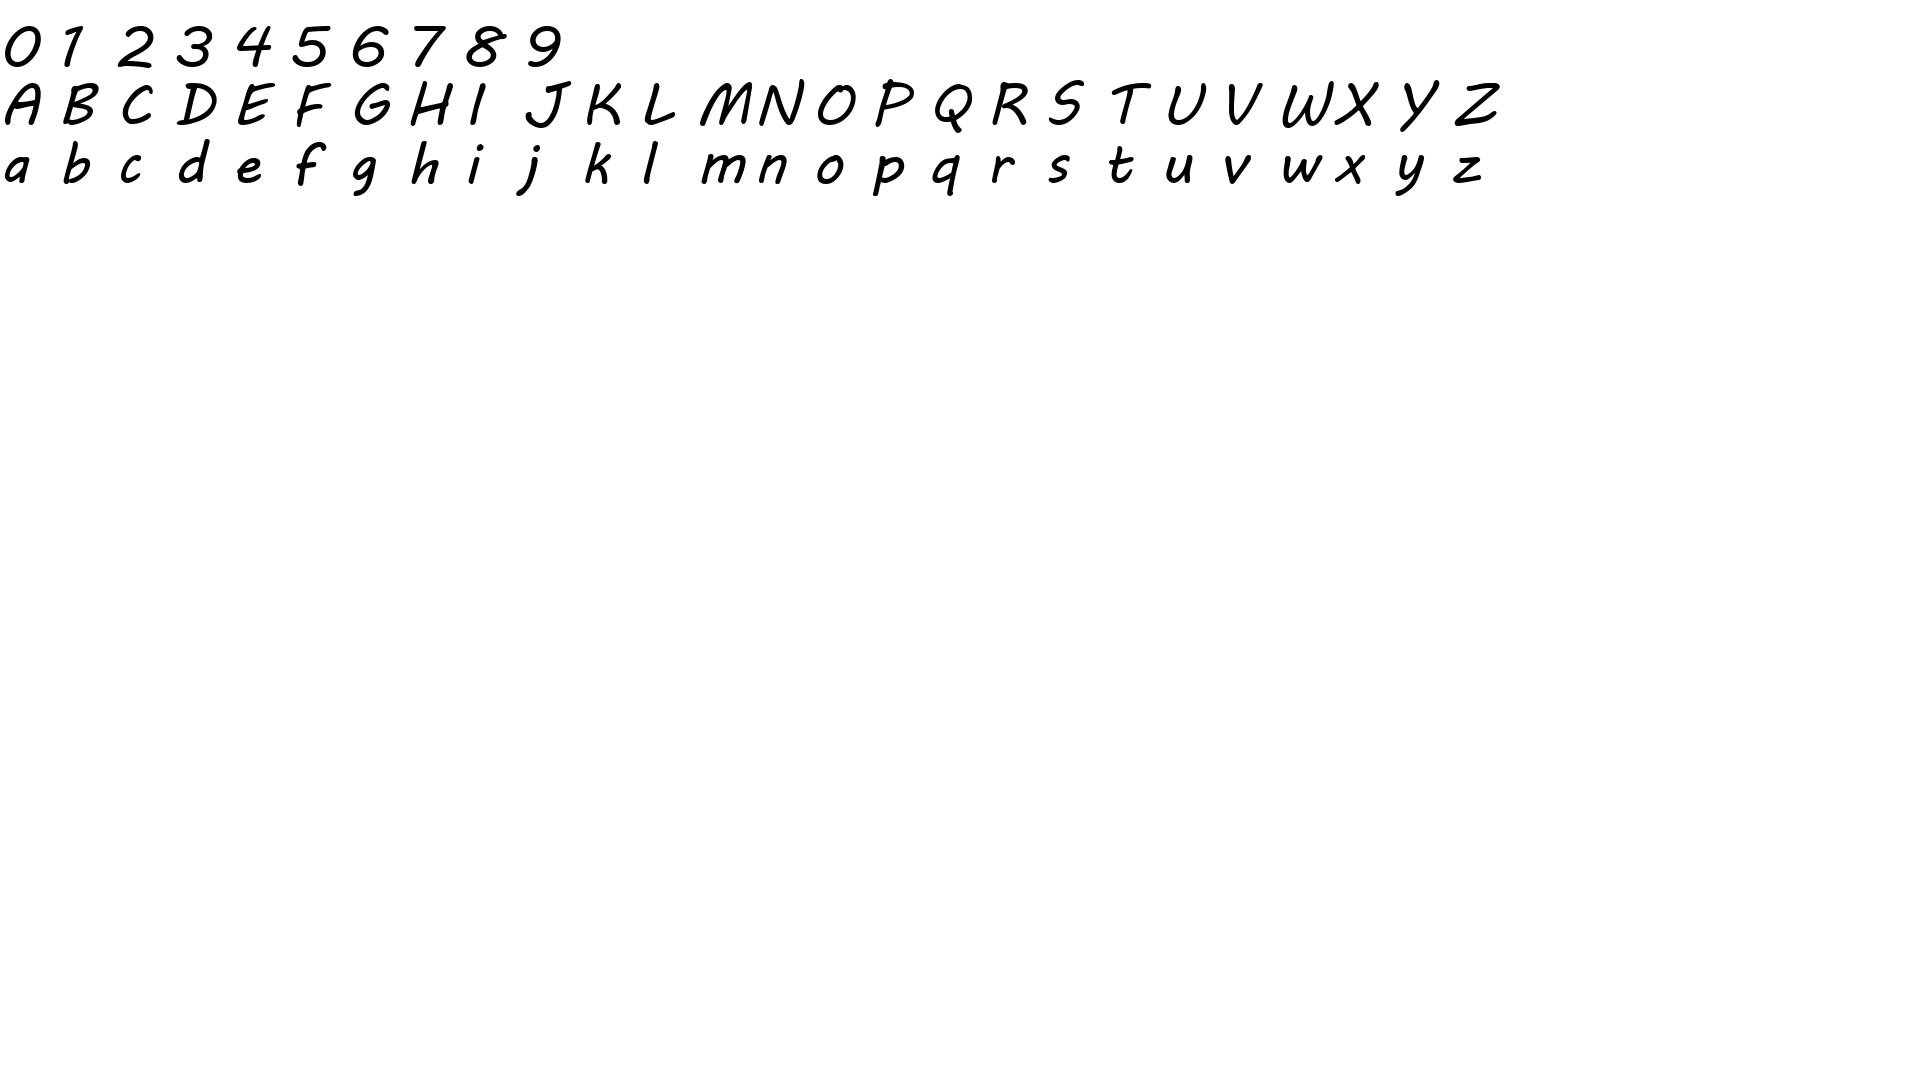 0 1 2 3 4 5 6 7 8 9
A B C D E F G H I J K L M N O P Q R S T U V W X Y Z
a b c d e f g h i j k l m n o p q r s t u v w x y z